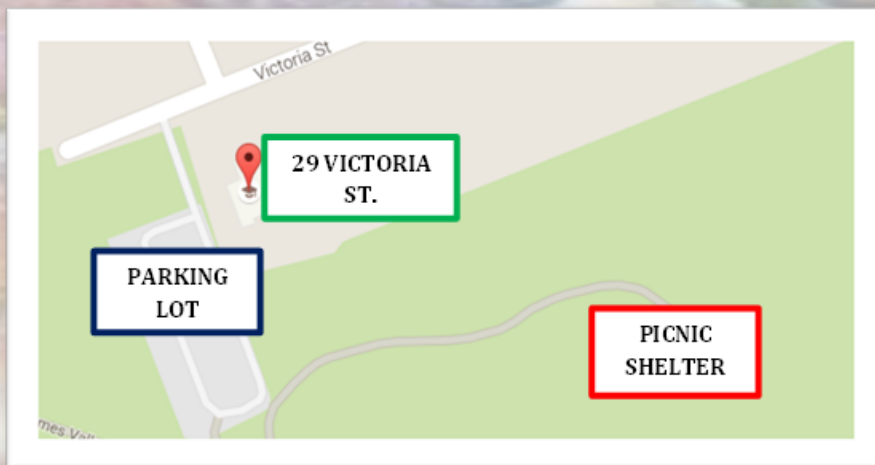 Victoria St
29 VICTORIA
ST.
PARKING
LOT
PICNIC
SHELTER